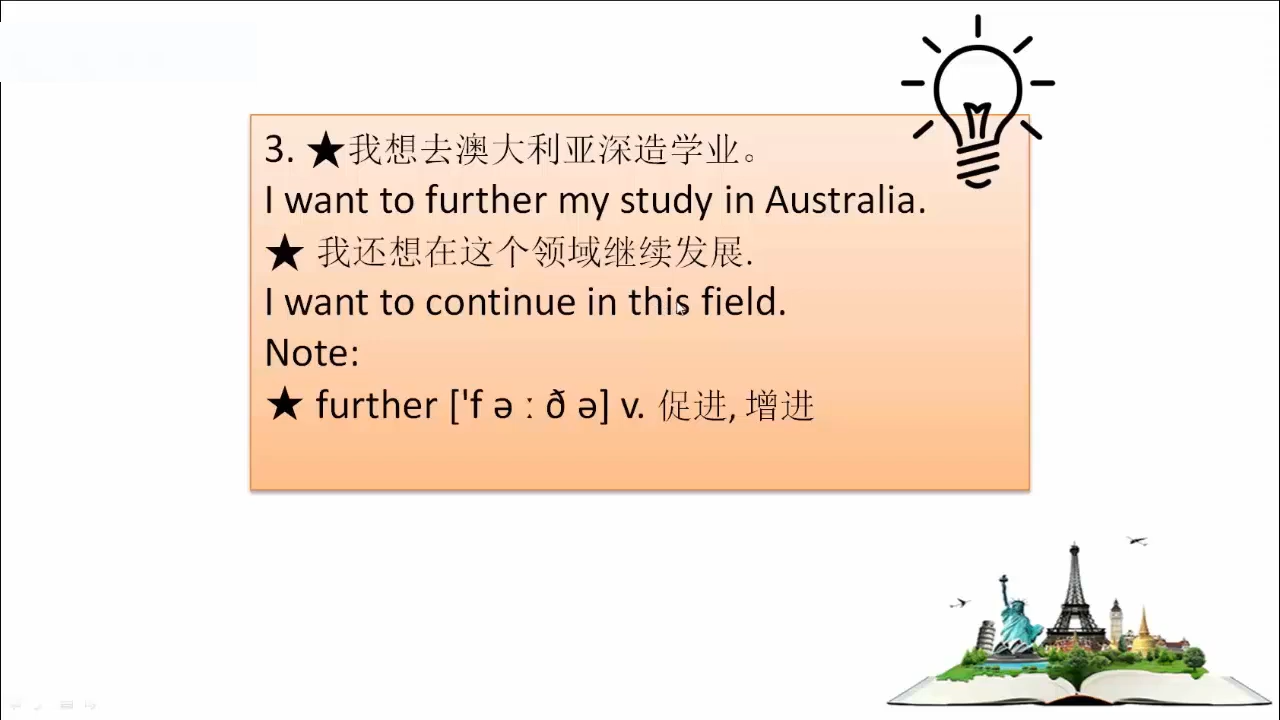 3. ★我想去澳大利亚深造学业。
I want to further my study in Australia.
★ 我还想在这个领域继续发展.
I want to continue in this field.
Note:
★ further ['f ə ː ð ə] v. 促进, 增进